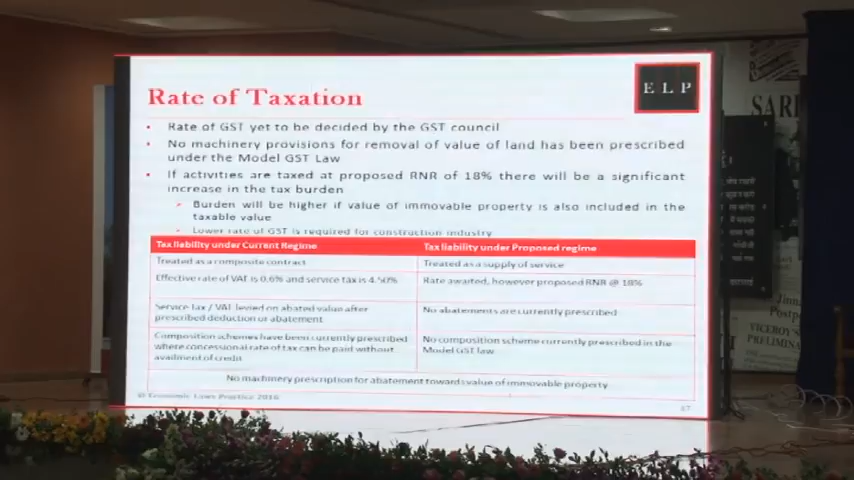 Rate of Taxation
ELP
Rate of GST yet to be decided by the GST council
No machinery provisions for removal of value of land has been prescribed
under the Model GST Law
If activities are taxed at proposed RNR of 18% there will be a significant
increase in the tax burden
Burden will be higher if value of immovable property is also included in the
taxable value
Lower rate of GST is required for construction industry
Tax liability under Current Regime
Tax liability under Proposed regime
Treated as a composite contract
Treated as a supply of service
Effective rate of VAT is 0.6% and service tax is 4.50%
Rate awaited, however proposed RNR @ 18%
Service tax / VAT levied on abated value after
prescribed deduction or abatement
No abatements are currently prescribed
Composition schemes have been currently prescribed
where concessional rate of tax can be paid without
availment of credit
No composition scheme currently prescribed in the
Model GST law
No machinery prescription for abatement towards value of immovable property
© Economic Laws Practice 2016
SAR
Jinna
Postp
VICEROY'S
PRELIMINA